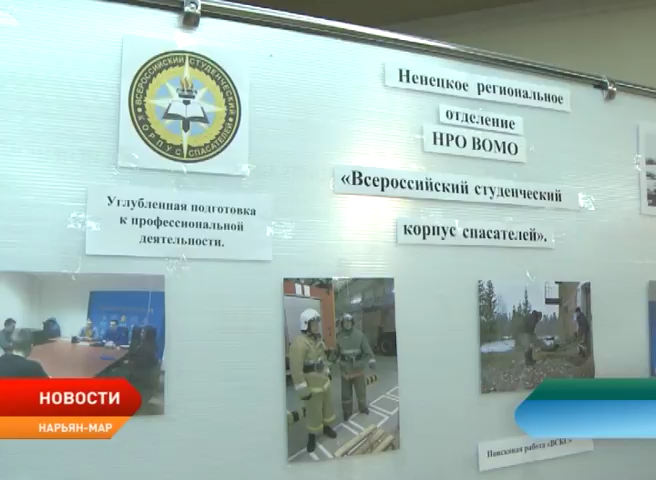 ВСЕРОССИЙСКИЙ СТУДЕНЧЕСКИЙ
КОРПУС СПАСАТЕЛЕЙ
Ненецкое региональное
отделение
НРО ВОМО
«Всероссийский студенческий
корпус спасателей».
Углубленная подготовка
к профессиональной
деятельности.
Поисковая работа «ВСКС»
НОВОСТИ
НАРЬЯН-МАР